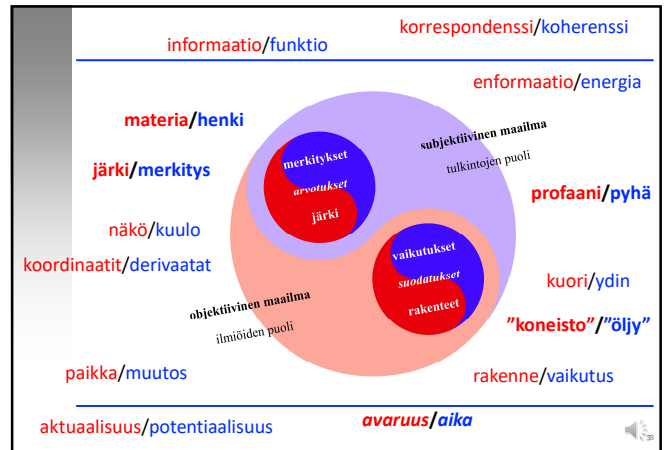 korrespondenssi/koherenssi
informaatio/funktio
enformaatio/energia
materia/henki
subjektiivinen maailma
tulkintojen puoli
merkitykset
arvotukset
järki
järki/merkitys
profaani/pyhä
näkö/kuulo
vaikutukset
suodatukset
rakenteet
koordinaatit/derivaatat
kuori/ydin
objektiivinen maailma
ilmiöiden puoli
”koneisto”/”öljy”
paikka/muutos
rakenne/vaikutus
avaruus/aika
aktuaalisuus/potentiaalisuus
38